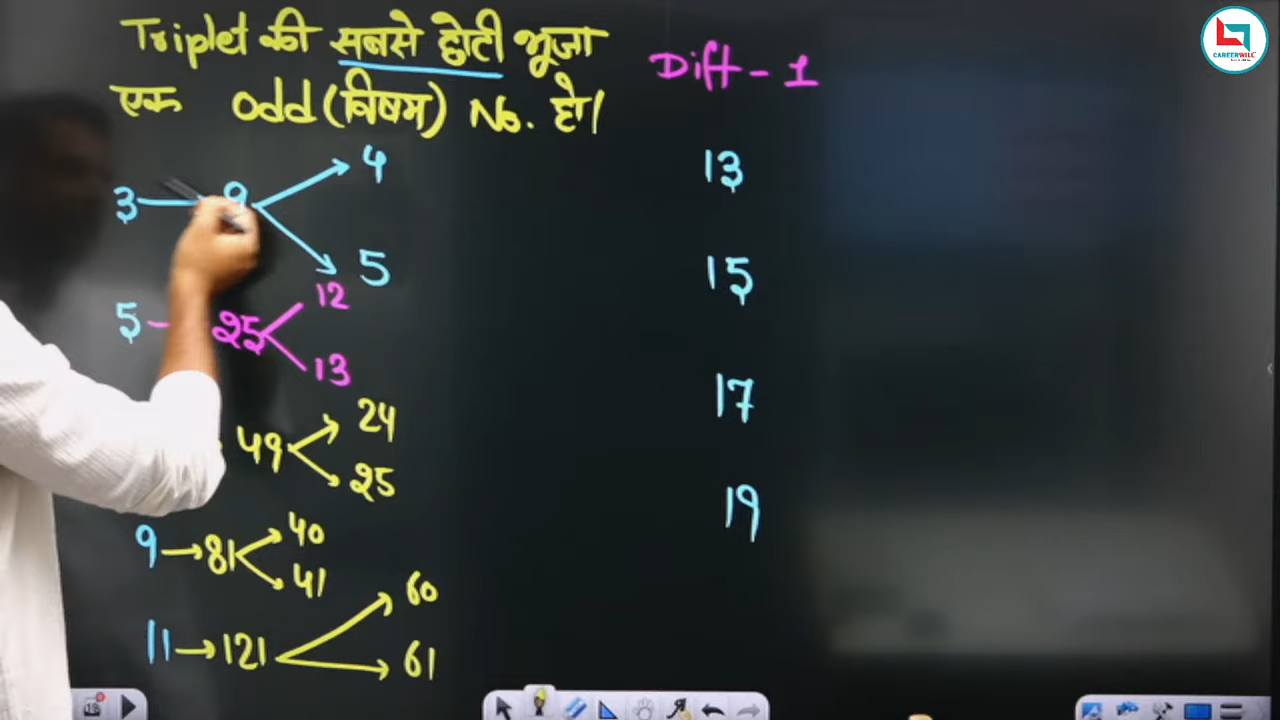 Triplet की सबसे छोटी भूजा
एक odd (विषम) No. हो।
Diff - 1
3 9 4
5
5 25 12
13
49 24
25
9 → 81 40
41
11 → 121 60
61
13
15
17
19
CAREERWILL